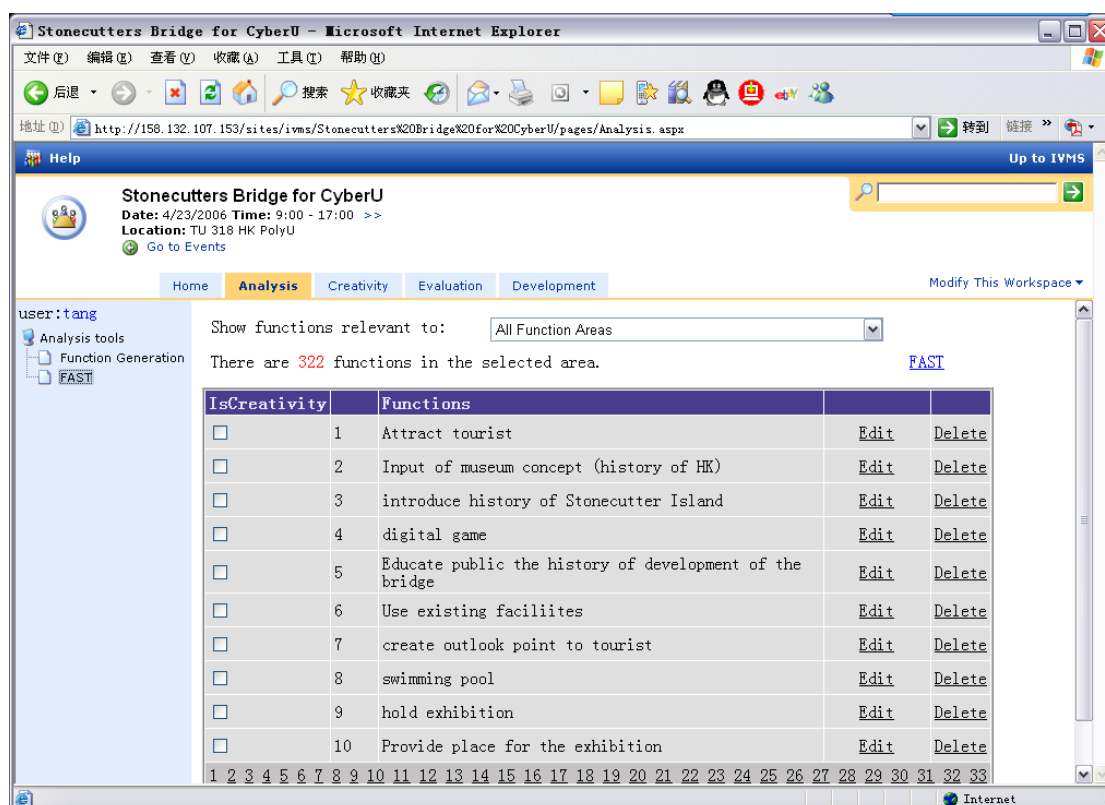 Stonecutters Bridge for CyberU - Microsoft Internet Explorer
文件(F) 编辑(E) 查看(V) 收藏(A) 工具(T) 帮助(H)
后退 搜索 收藏夹 ebY
地址(D) http://158.132.107.153/sites/ivms/Stonecutters%20Bridge%20for%20CyberU/pages/Analysis.aspx 转到 链接 »
Help Up to IVMS
Stonecutters Bridge for CyberU
Date: 4/23/2006 Time: 9:00 - 17:00 >>
Location: TU 318 HK PolyU
Go to Events
Home Analysis Creativity Evaluation Development Modify This Workspace
user:tang
Analysis tools
Function Generation
FAST
Show functions relevant to: All Function Areas
There are 322 functions in the selected area. FAST
IsCreativity Functions
1 Attract tourist Edit Delete
2 Input of museum concept (history of HK) Edit Delete
3 introduce history of Stonecutter Island Edit Delete
4 digital game Edit Delete
5 Educate public the history of development of the
bridge Edit Delete
6 Use existing faciliites Edit Delete
7 create outlook point to tourist Edit Delete
8 swimming pool Edit Delete
9 hold exhibition Edit Delete
10 Provide place for the exhibition Edit Delete
1 2 3 4 5 6 7 8 9 10 11 12 13 14 15 16 17 18 19 20 21 22 23 24 25 26 27 28 29 30 31 32 33
Internet